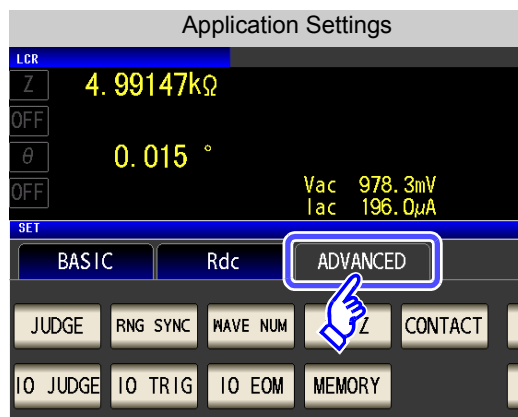 Application Settings
LCR
Z 4.99147kΩ
OFF
θ 0.015 °
OFF
Vac 978.3mV
Iac 196.0μA
SET
BASIC Rdc ADVANCED
JUDGE RNG SYNC WAVE NUM Z CONTACT
IO JUDGE IO TRIG IO EOM MEMORY